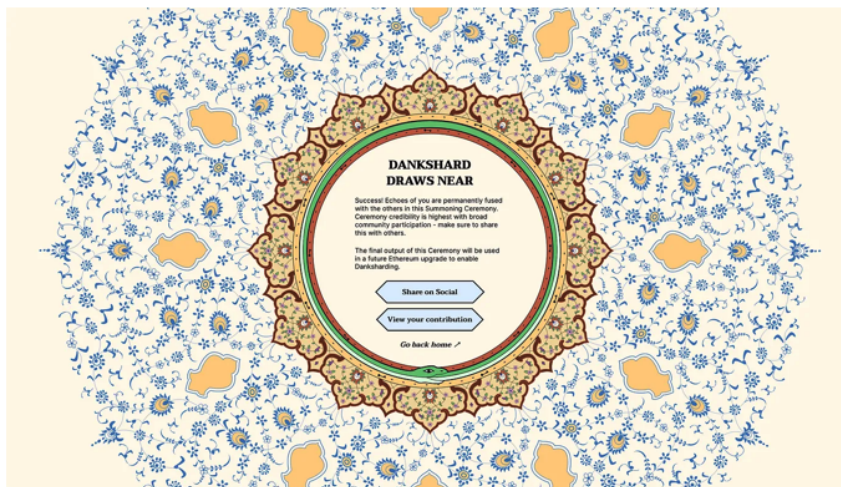 DANKSHARD
DRAWS NEAR
Success! Echoes of you are permanently fused
with the others in this Summoning Ceremony.
Ceremony credibility is highest with broad
community participation - make sure to share
this with others.
The final output of this Ceremony will be used
in a future Ethereum upgrade to enable
Danksharding.
Share on Social
View your contribution
Go back home ↗